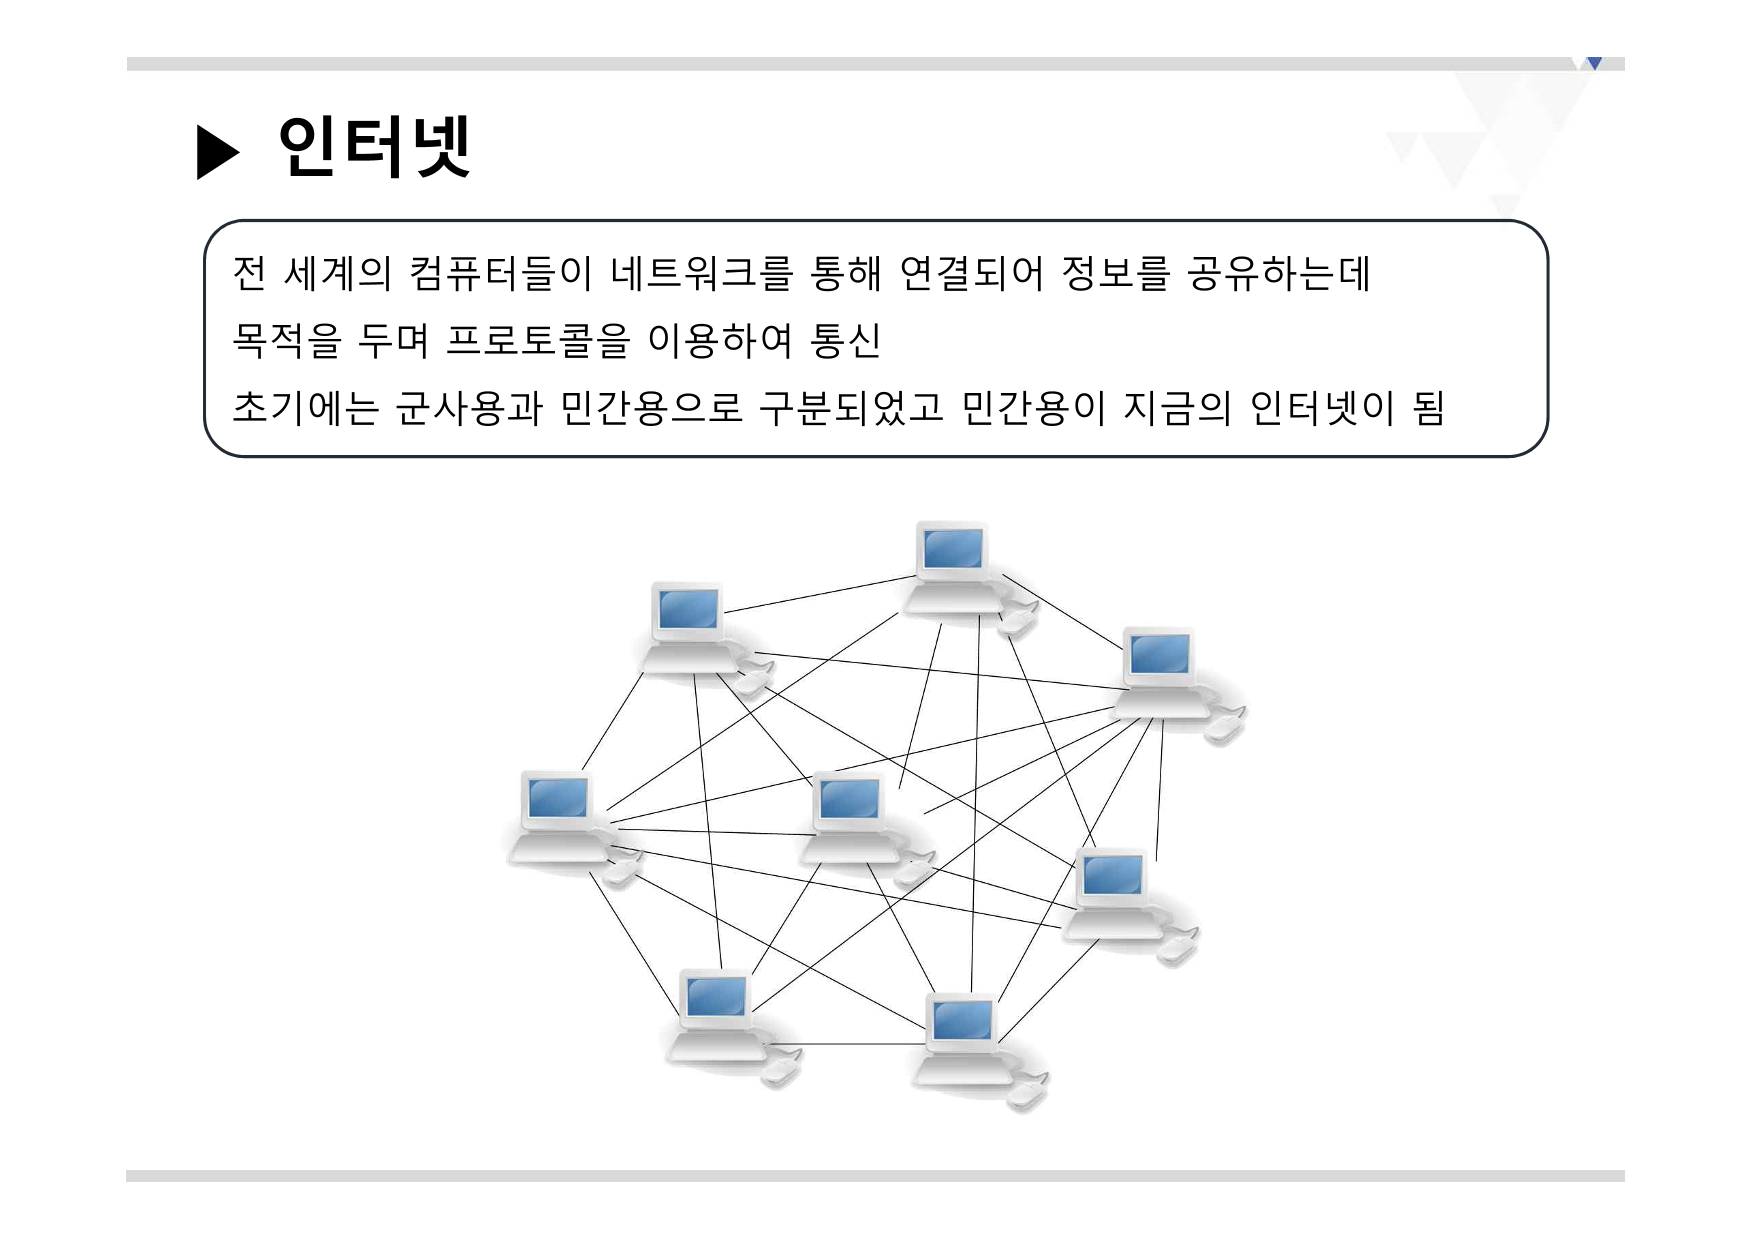 인터넷
전 세계의 컴퓨터들이 네트워크를 통해 연결되어 정보를 공유하는데
목적을 두며 프로토콜을 이용하여 통신
초기에는 군사용과 민간용으로 구분되었고 민간용이 지금의 인터넷이 됨